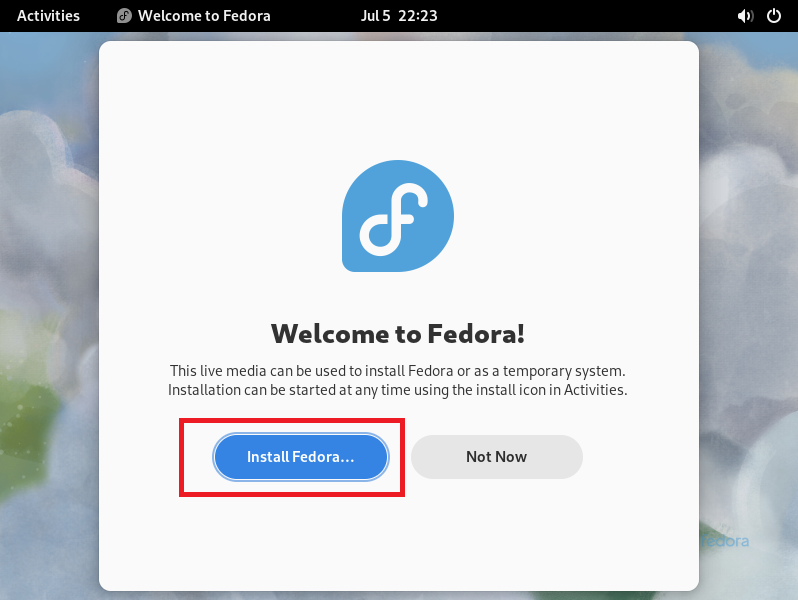 Activities Welcome to Fedora Jul 5 22:23
Welcome to Fedora!
This live media can be used to install Fedora or as a temporary system.
Installation can be started at any time using the install icon in Activities.
Install Fedora... Not Now
fedora